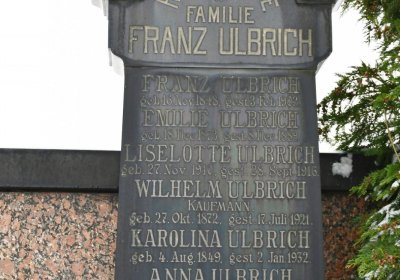 FAMILIE
FRANZ ULBRICH
FRANZ ULBRICH
EMILIE ULBRICH
LISELOTTE ULBRICH
geb. 27. Nov. 1910, gest. 28. Sept. 1916.
WILHELM ULBRICH
KAUFMANN
geb. 27. Okt. 1872, gest. 17. Juli 1921.
KAROLINA ULBRICH
geb. 4. Aug. 1849, gest. 2. Jan. 1932.
ANNA ULBRICH